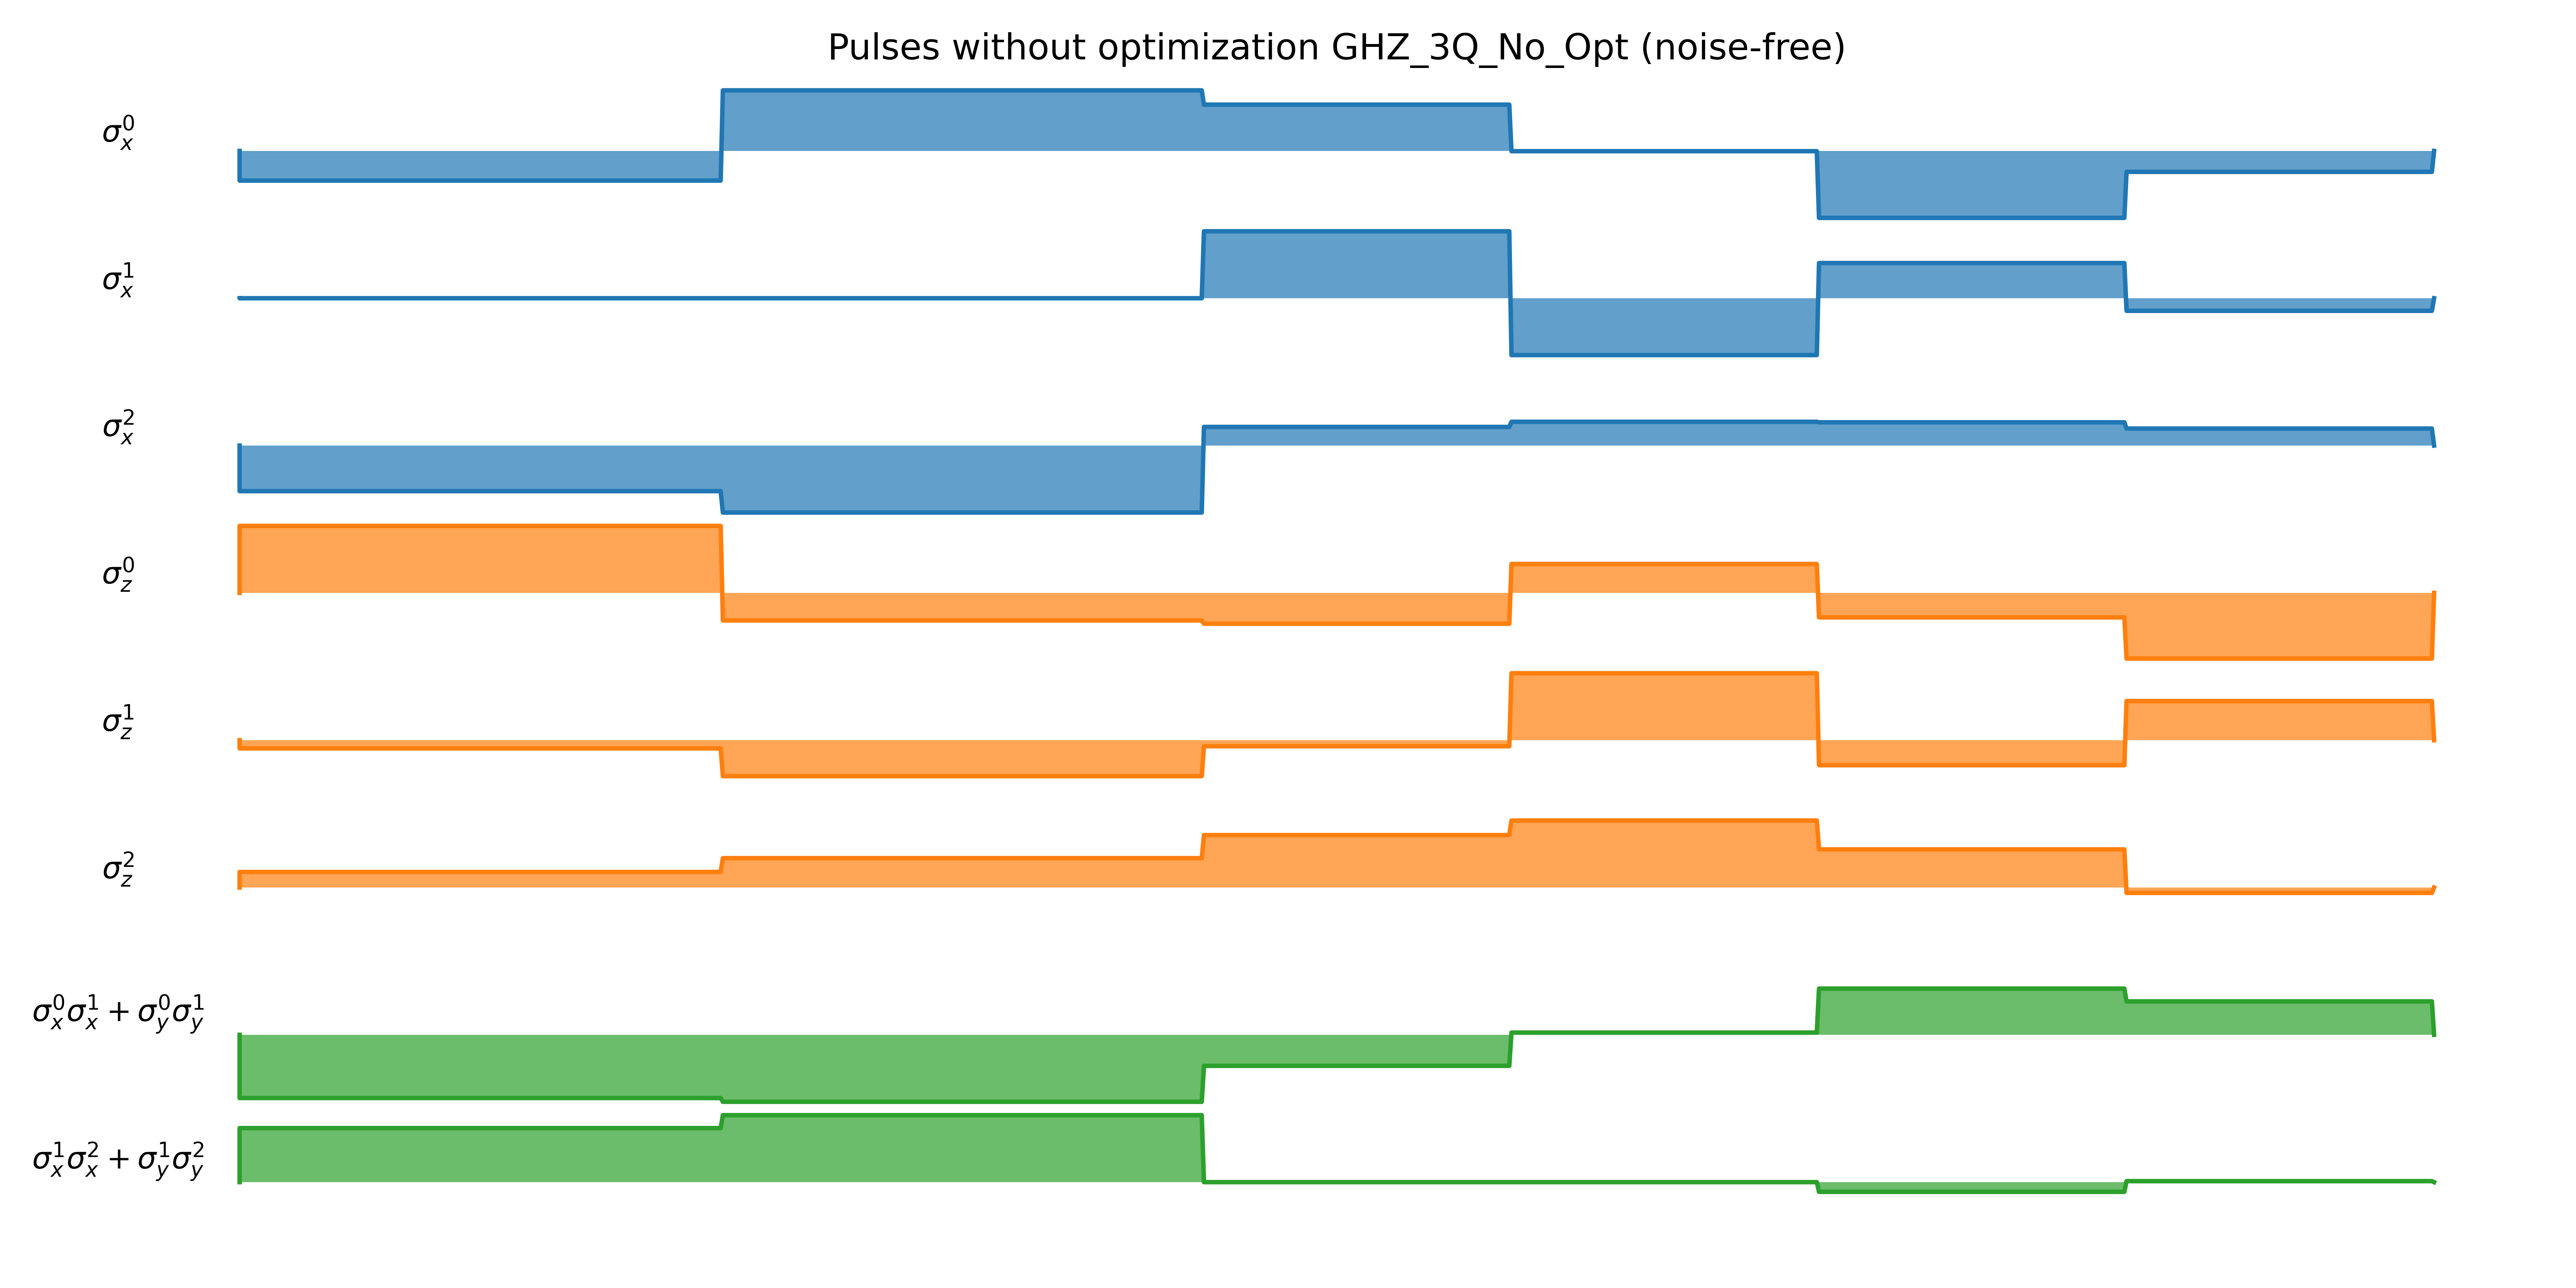 Pulses without optimization GHZ_3Q_No_Opt (noise-free)
σ_x^0
σ_x^1
σ_x^2
σ_z^0
σ_z^1
σ_z^2
σ_x^0σ_x^1 + σ_y^0σ_y^1
σ_x^1σ_x^2 + σ_y^1σ_y^2